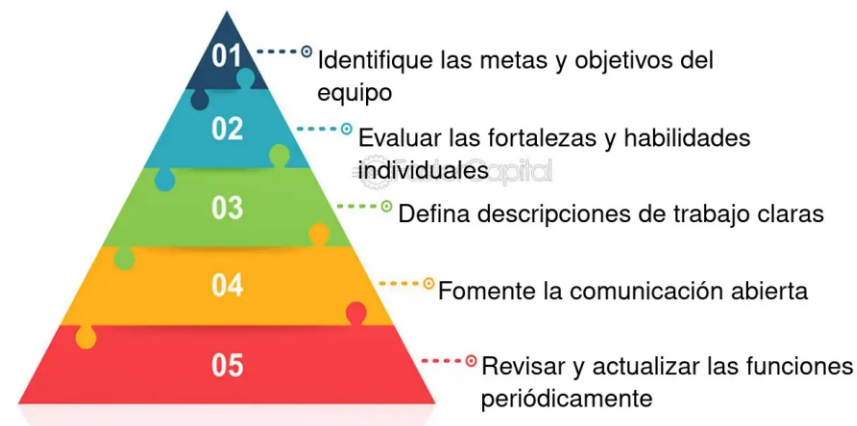 01
Identifique las metas y objetivos del
equipo
02
Evaluar las fortalezas y habilidades
individuales
FasterCapital
03
Defina descripciones de trabajo claras
04
Fomente la comunicación abierta
05
Revisar y actualizar las funciones
periódicamente